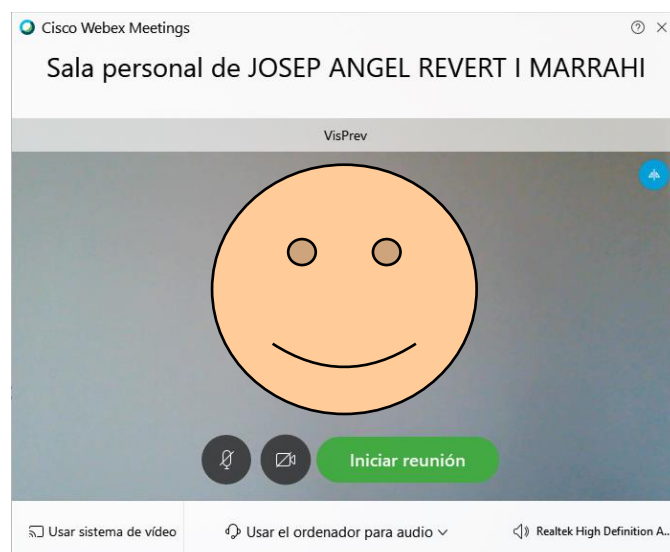 Cisco Webex Meetings
Sala personal de JOSEP ANGEL REVERT I MARRAHI
VisPrev
Iniciar reunión
Usar sistema de vídeo
Usar el ordenador para audio
Realtek High Definition A...